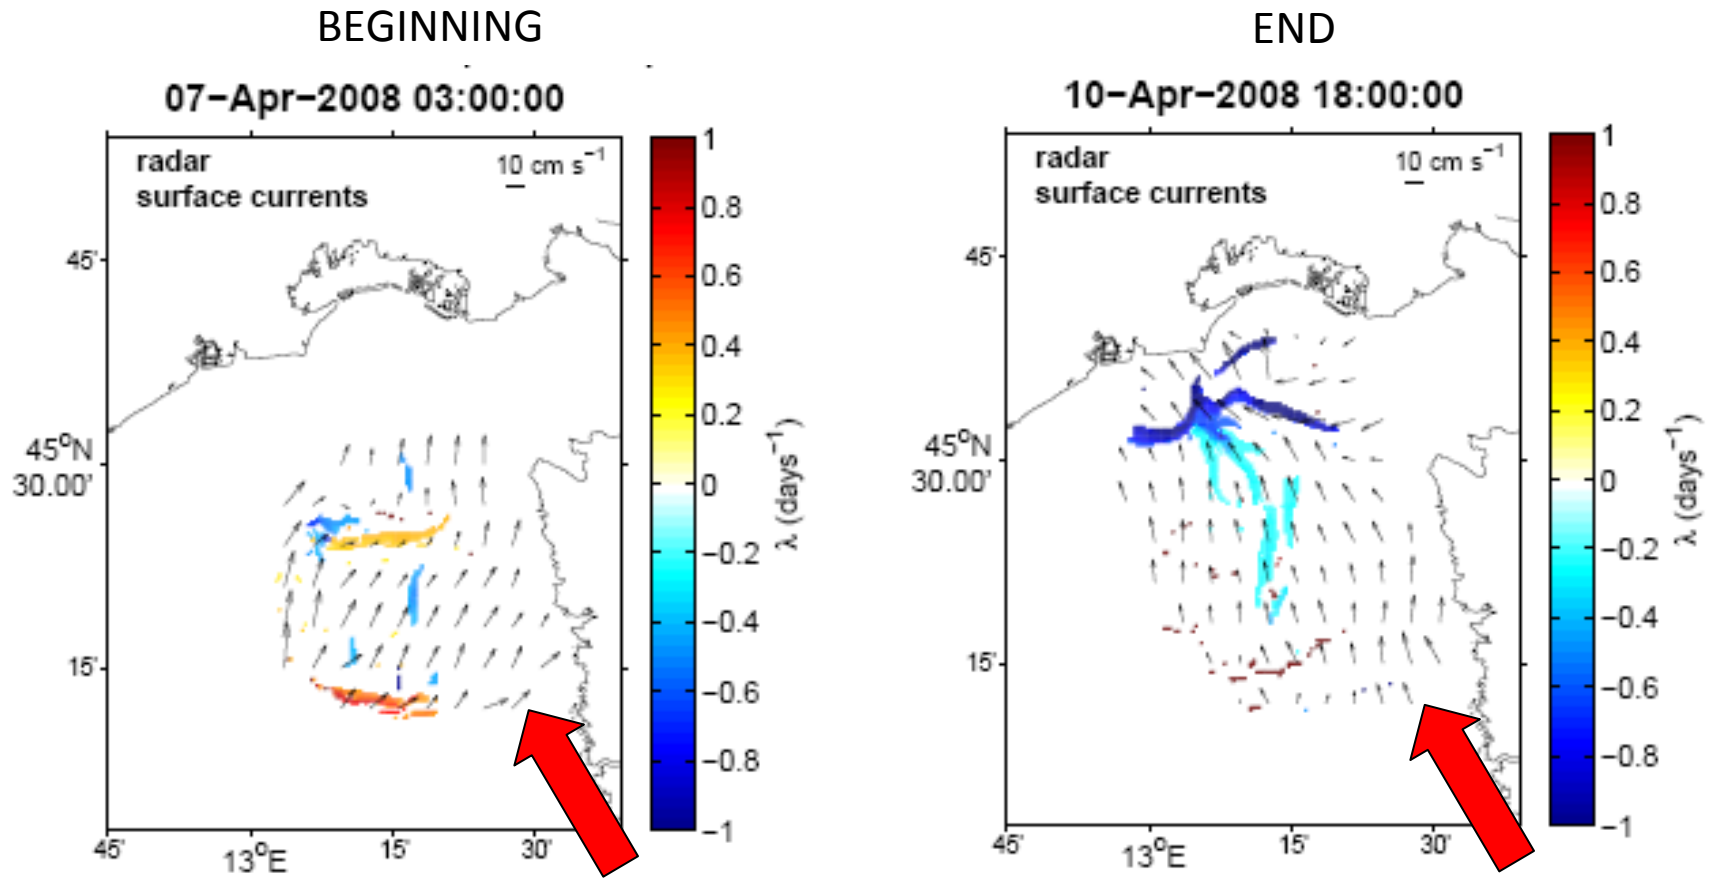 BEGINNING
07-Apr-2008 03:00:00
radar
surface currents
10 cm s⁻¹
45'
45°N
30.00'
15'
45'
13°E
15'
30'
1
0.8
0.6
0.4
0.2
0
-0.2
-0.4
-0.6
-0.8
-1
λ (days⁻¹)
END
10-Apr-2008 18:00:00
radar
surface currents
10 cm s⁻¹
45'
45°N
30.00'
15'
45'
13°E
15'
30'
1
0.8
0.6
0.4
0.2
0
-0.2
-0.4
-0.6
-0.8
-1
λ (days⁻¹)